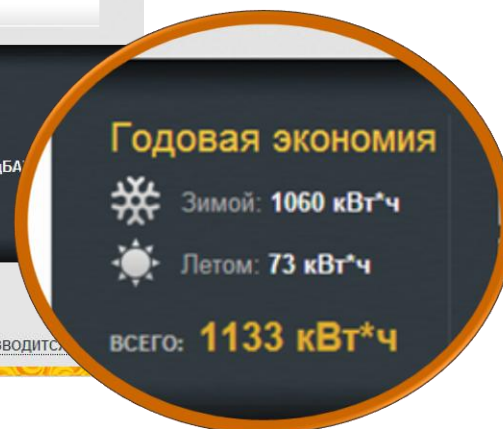 Годовая экономия
Зимой: 1060 кВт*ч
Летом: 73 кВт*ч
ВСЕГО: 1133 кВт*ч